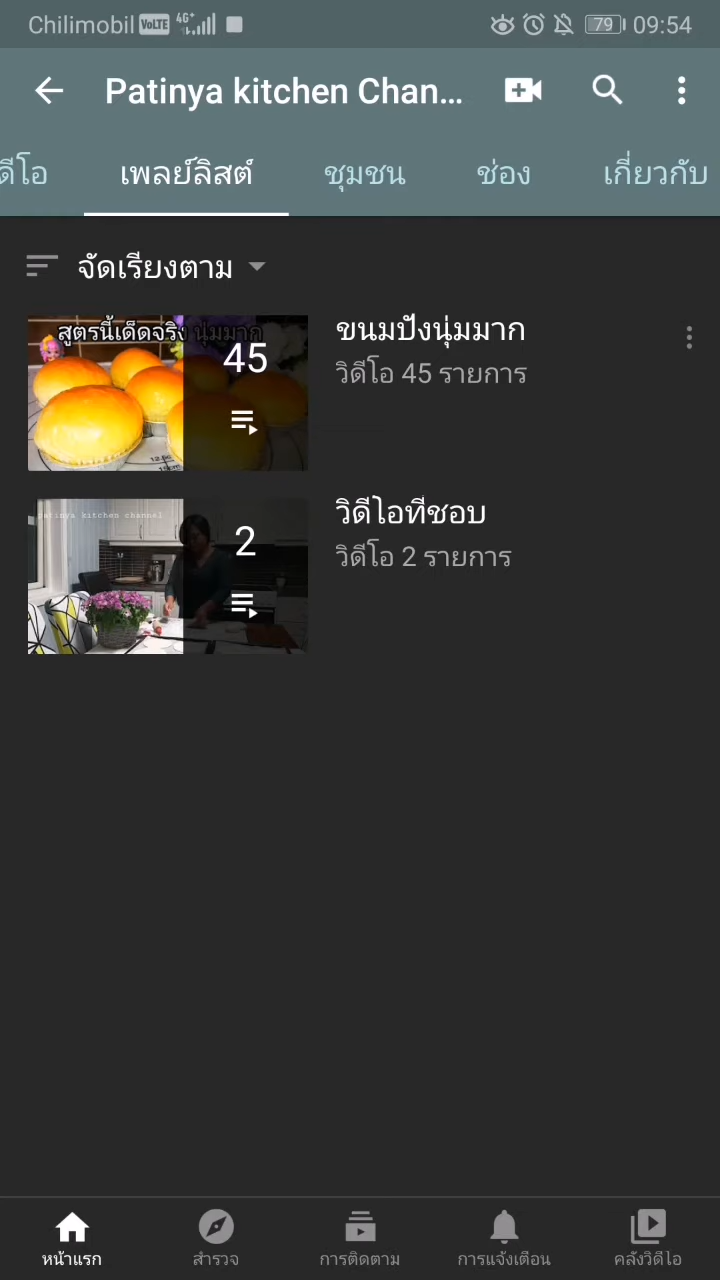 Chilimobil VoLTE 4G+ 79 09:54
Patinya kitchen Chan...
ดีโอ เพลย์ลิสต์ ชุมชน ช่อง เกี่ยวกับ
จัดเรียงตาม
สูตรนี้เด็ดจริง นุ่มมาก
45
ขนมปังนุ่มมาก
วิดีโอ 45 รายการ
patinya kitchen channel
2
วิดีโอที่ชอบ
วิดีโอ 2 รายการ
หน้าแรก สำรวจ การติดตาม การแจ้งเตือน คลังวิดีโอ